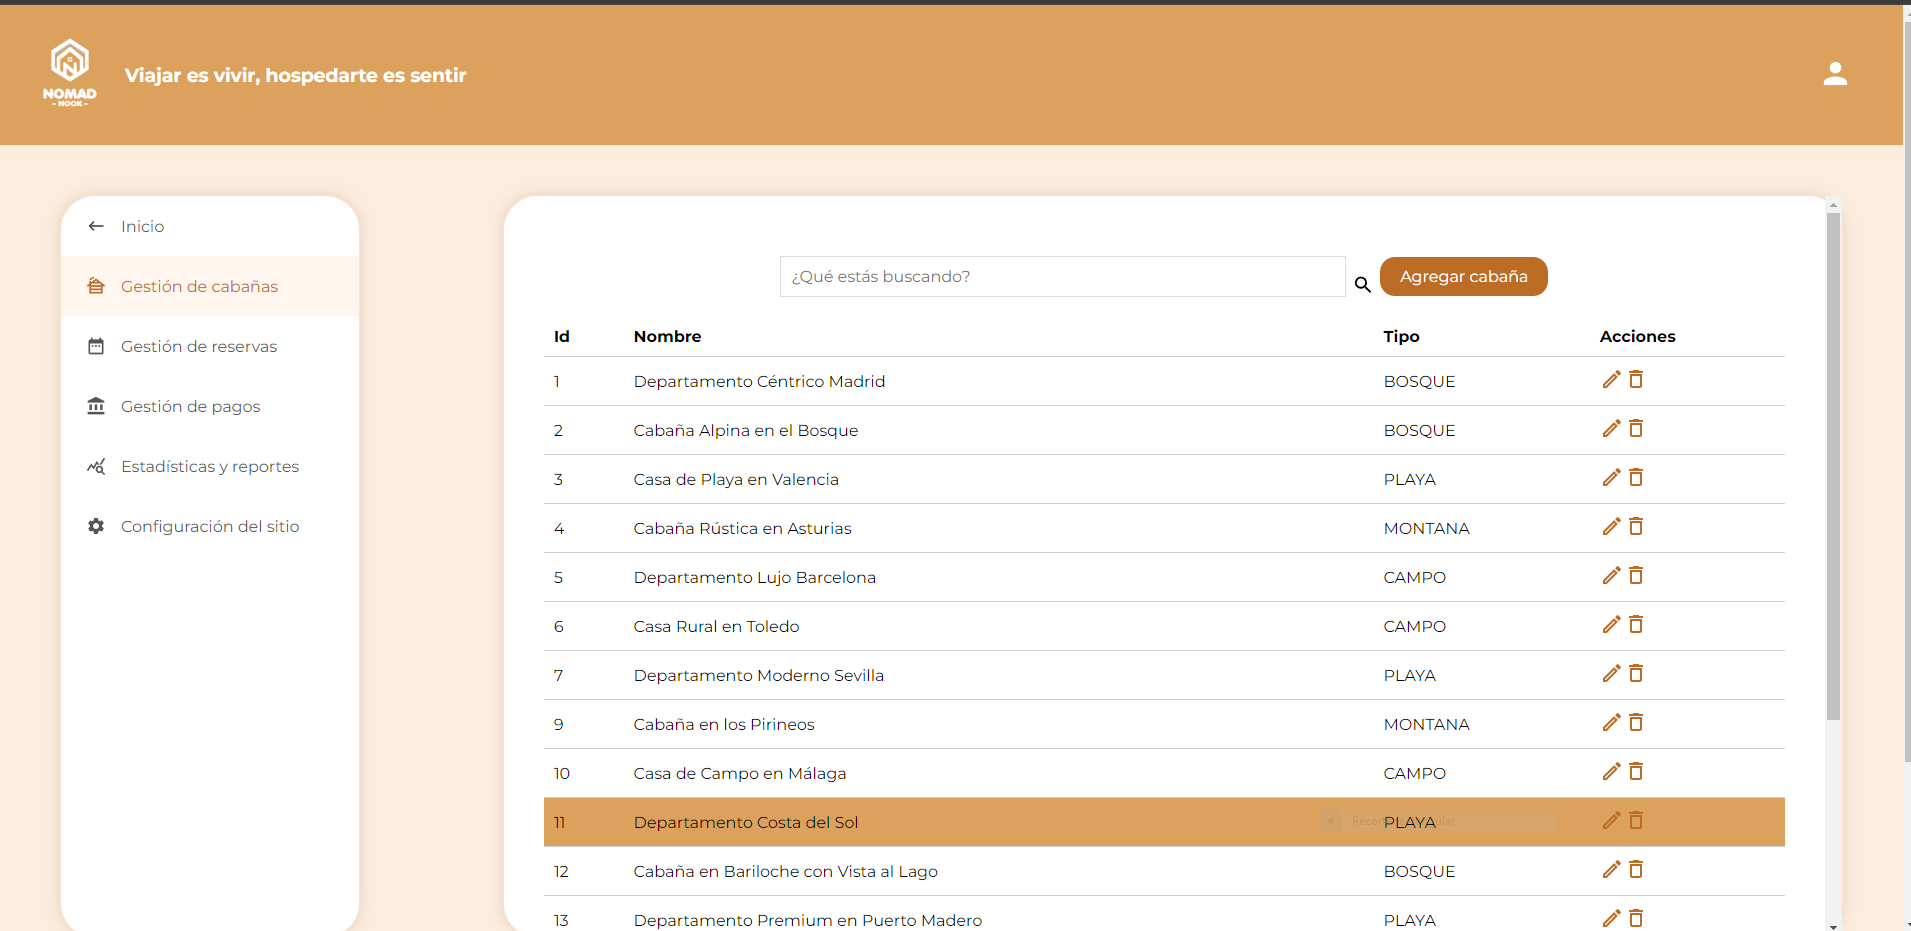 NOMAD
- NOOK -
Viajar es vivir, hospedarte es sentir
Inicio
Gestión de cabañas
Gestión de reservas
Gestión de pagos
Estadísticas y reportes
Configuración del sitio
¿Qué estás buscando?
Agregar cabaña
Id Nombre Tipo Acciones
1 Departamento Céntrico Madrid BOSQUE
2 Cabaña Alpina en el Bosque BOSQUE
3 Casa de Playa en Valencia PLAYA
4 Cabaña Rústica en Asturias MONTANA
5 Departamento Lujo Barcelona CAMPO
6 Casa Rural en Toledo CAMPO
7 Departamento Moderno Sevilla PLAYA
9 Cabaña en los Pirineos MONTANA
10 Casa de Campo en Málaga CAMPO
11 Departamento Costa del Sol PLAYA
12 Cabaña en Bariloche con Vista al Lago BOSQUE
13 Departamento Premium en Puerto Madero PLAYA